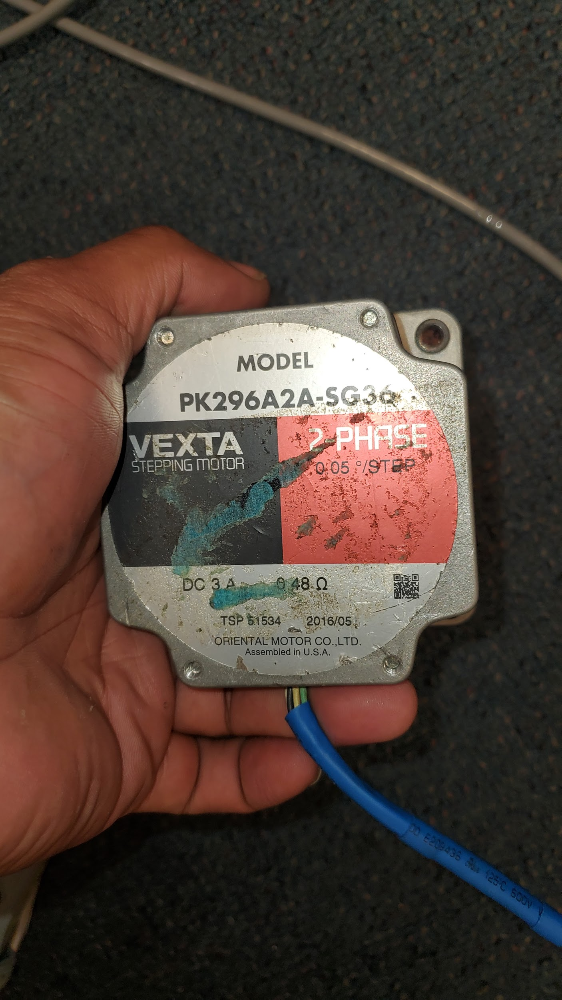 MODEL
PK296A2A-SG36
VEXTA
STEPPING MOTOR
2-PHASE
0.05 °/STEP
DC 3 A 0.48 Ω
TSP 51534 2016/05
ORIENTAL MOTOR CO.,LTD.
Assembled in U.S.A.
E209436 125°C 600V